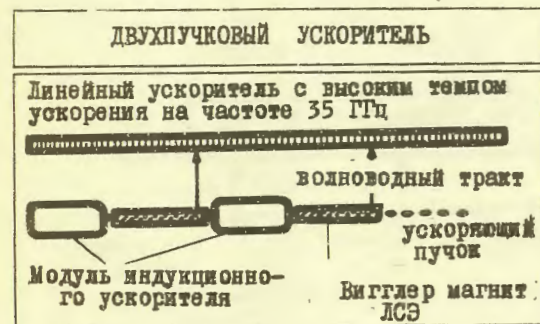 ДВУХПУЧКОВЫЙ УСКОРИТЕЛЬ
Линейный ускоритель с высоким темпом
ускорения на частоте 35 ГГц
волноводный тракт
ускоряющий
пучок
Модуль индукционно-
го ускорителя
Вигглер магнит
ЛСЭ